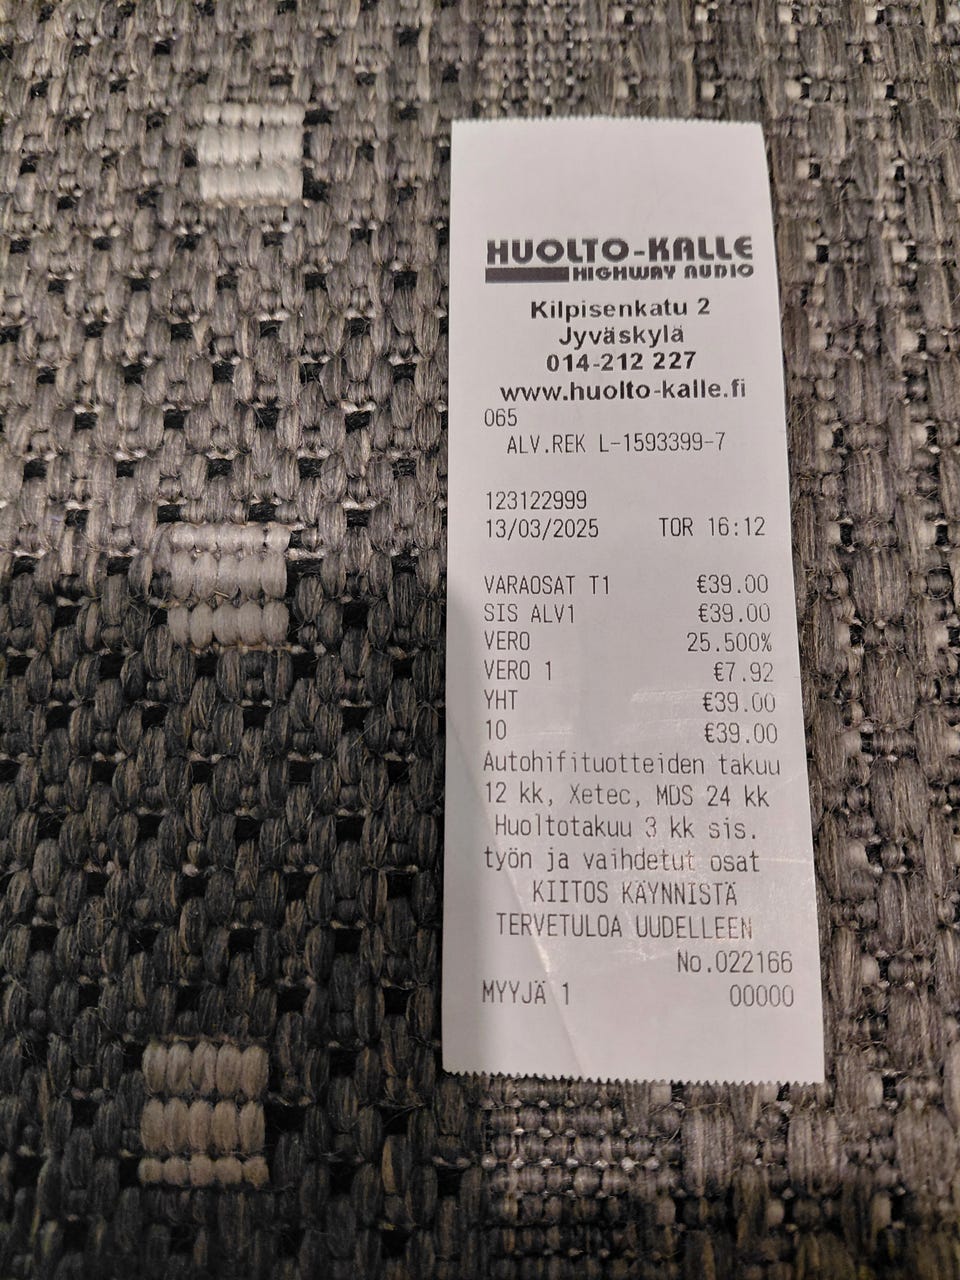 HUOLTO-KALLE
HIGHWAY AUDIO
Kilpisenkatu 2
Jyväskylä
014-212 227
www.huolto-kalle.fi
065
ALV.REK L-1593399-7
123122999
13/03/2025 TOR 16:12
VARAOSAT T1 €39.00
SIS ALV1 €39.00
VERO 25.500%
VERO 1 €7.92
YHT €39.00
10 €39.00
Autohifituotteiden takuu
12 kk, Xetec, MDS 24 kk
Huoltotakuu 3 kk sis.
työn ja vaihdetut osat
KIITOS KÄYNNISTÄ
TERVETULOA UUDELLEEN
No.022166
MYYJÄ 1 00000